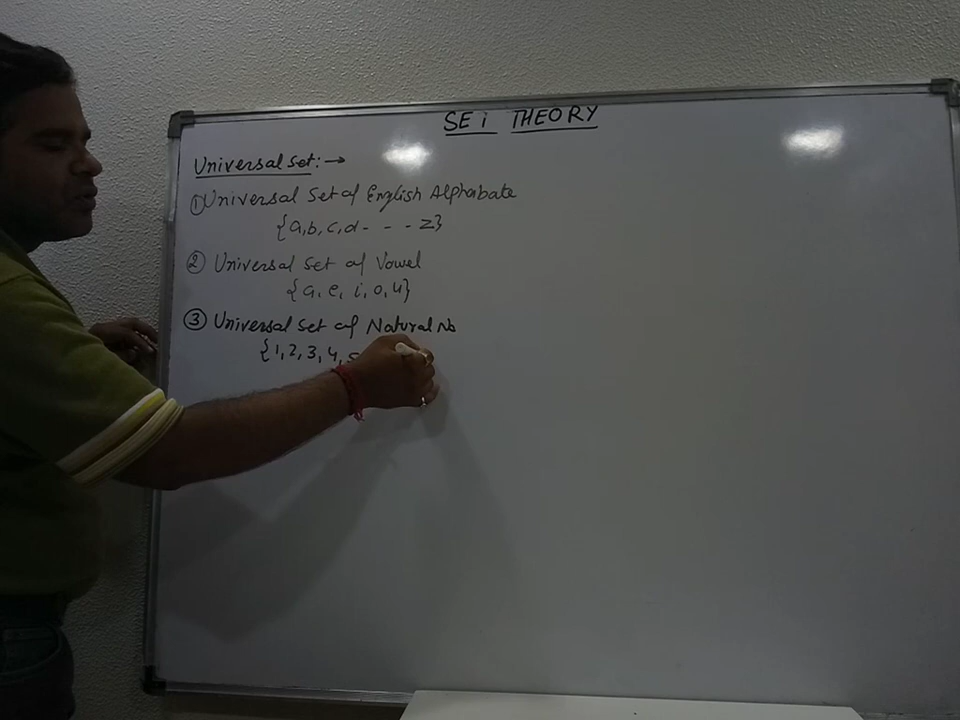 SET THEORY
Universal Set:→
① Universal Set of English Alphabate
{a, b, c, d - - - z}
② Universal Set of Vowel
{a, e, i, o, u}
③ Universal Set of Natural No
{1, 2, 3, 4, 5